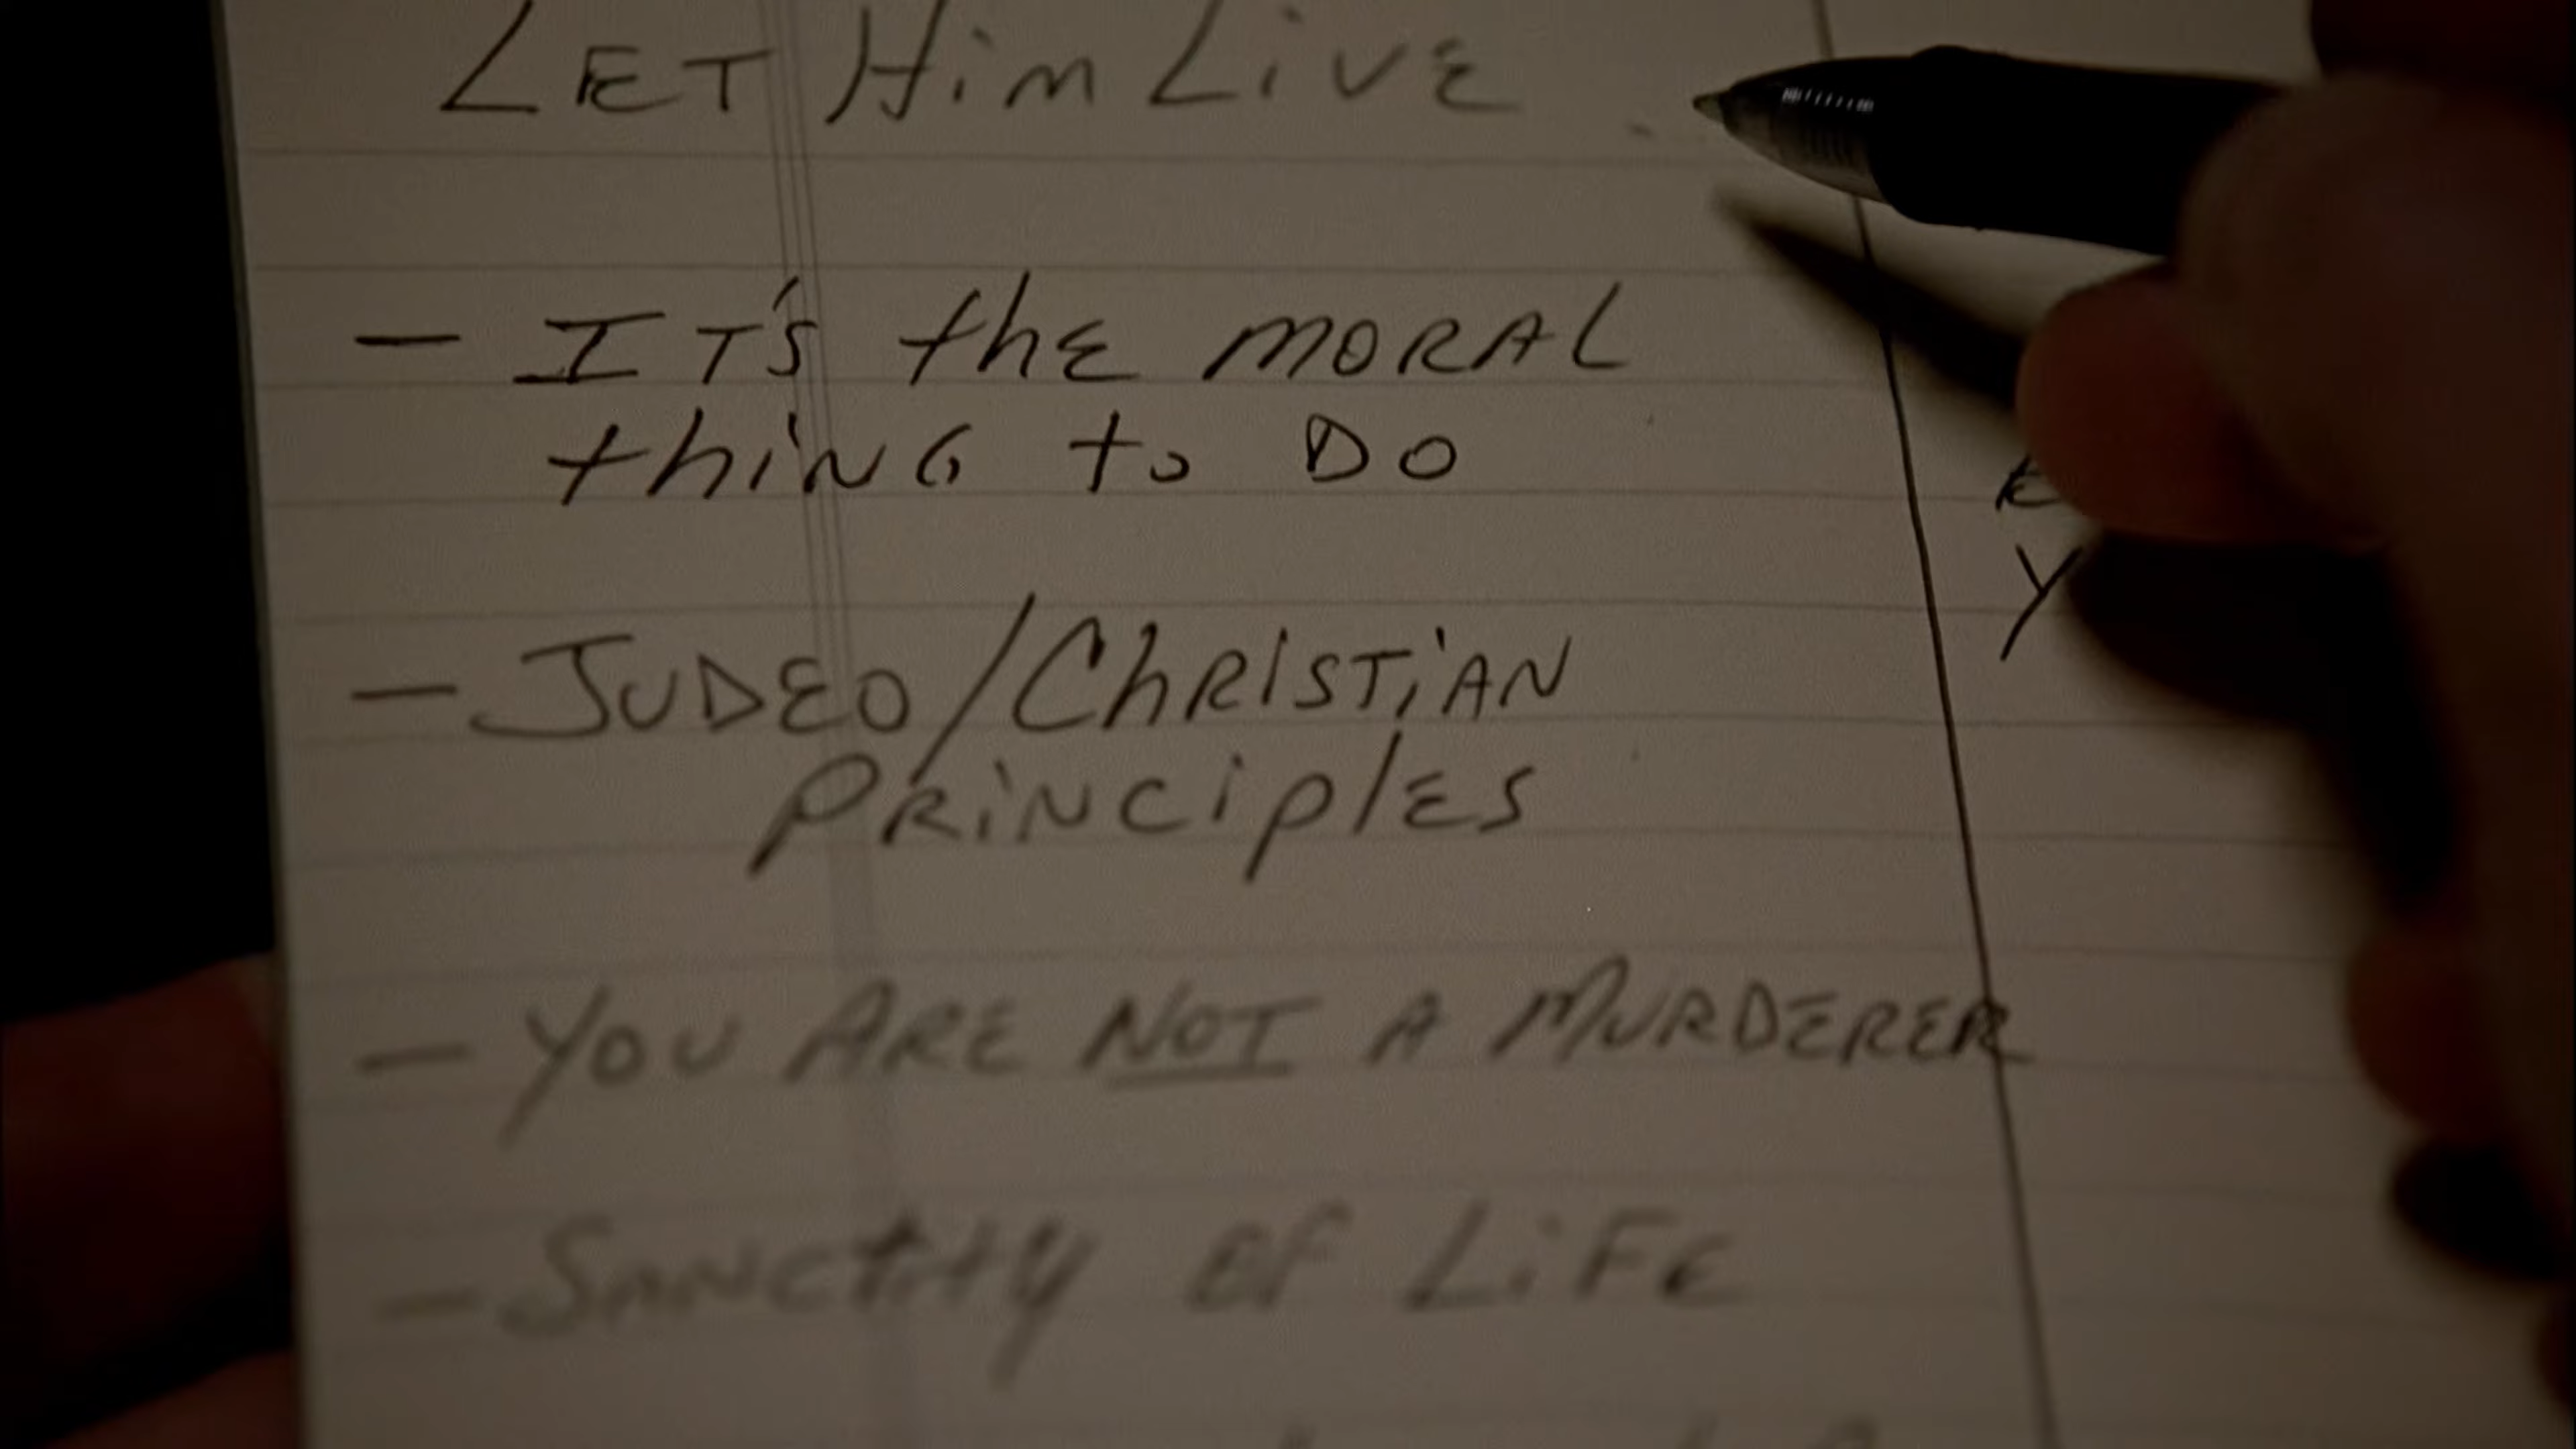 LET HiM LiVE
- IT'S thE MORAL
thiNG to DO
- JUDEO/ChRiSTiAN
PRiNCiplES
- YOU ARE NOT A MURDERER
- SANCtity OF LiFE
E
Y